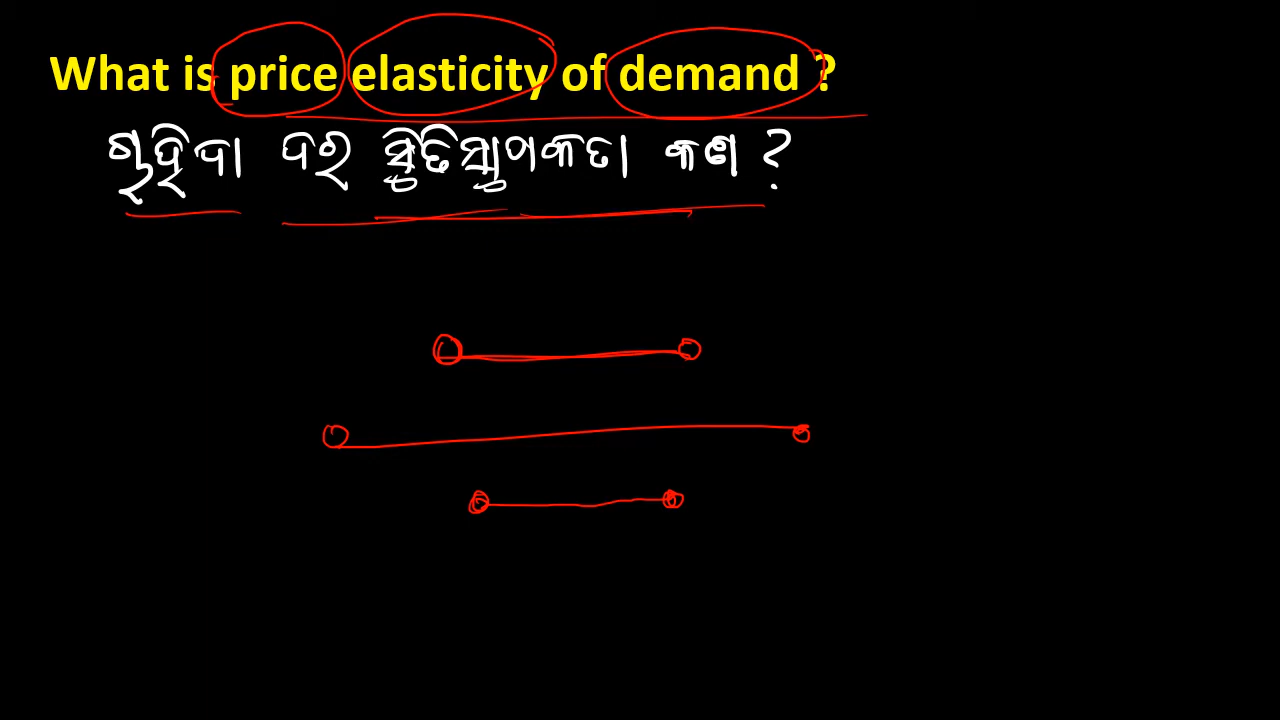 What is price elasticity of demand ?
ଚାହିଦା ଦର ସ୍ଥିତିସ୍ଥାପକତା କଣ ?